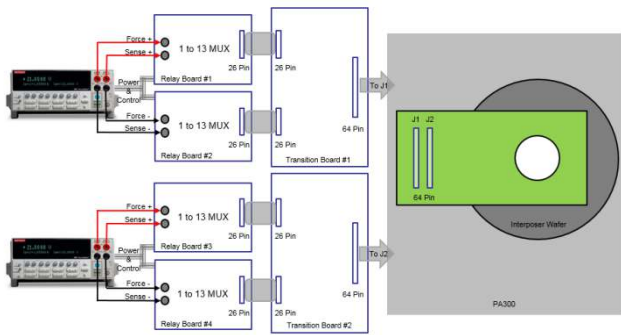 Force +
Sense +
1 to 13 MUX
Power
&
Control
Relay Board #1
26 Pin
26 Pin
Force -
Sense -
1 to 13 MUX
Relay Board #2
26 Pin
26 Pin
64 Pin
Transition Board #1
To J1
Force +
Sense +
1 to 13 MUX
Power
&
Control
Relay Board #3
26 Pin
26 Pin
Force -
Sense -
1 to 13 MUX
Relay Board #4
26 Pin
26 Pin
64 Pin
Transition Board #2
To J2
J1 J2
64 Pin
Interposer Wafer
PA300